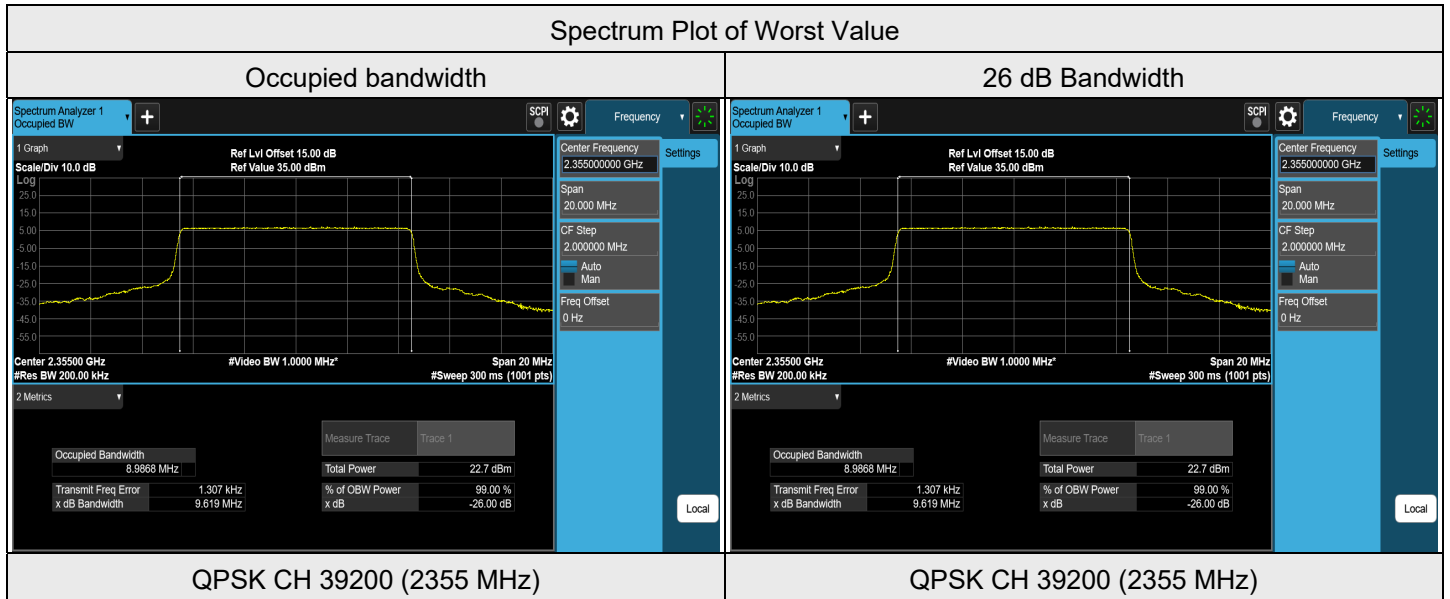 Spectrum Plot of Worst Value
Occupied bandwidth
26 dB Bandwidth
Spectrum Analyzer 1
Occupied BW
+
SCPI
Frequency
1 Graph
Scale/Div 10.0 dB
Ref Lvl Offset 15.00 dB
Ref Value 35.00 dBm
Log
25.0
15.0
5.00
-5.00
-15.0
-25.0
-35.0
-45.0
-55.0
Center 2.35500 GHz
#Video BW 1.0000 MHz*
Span 20 MHz
#Res BW 200.00 kHz
#Sweep 300 ms (1001 pts)
Center Frequency
2.355000000 GHz
Settings
Span
20.000 MHz
CF Step
2.000000 MHz
Auto
Man
Freq Offset
0 Hz
Local
2 Metrics
Measure Trace Trace 1
Occupied Bandwidth
8.9868 MHz
Total Power 22.7 dBm
Transmit Freq Error 1.307 kHz
% of OBW Power 99.00 %
x dB Bandwidth 9.619 MHz
x dB -26.00 dB
Spectrum Analyzer 1
Occupied BW
+
SCPI
Frequency
1 Graph
Scale/Div 10.0 dB
Ref Lvl Offset 15.00 dB
Ref Value 35.00 dBm
Log
25.0
15.0
5.00
-5.00
-15.0
-25.0
-35.0
-45.0
-55.0
Center 2.35500 GHz
#Video BW 1.0000 MHz*
Span 20 MHz
#Res BW 200.00 kHz
#Sweep 300 ms (1001 pts)
Center Frequency
2.355000000 GHz
Settings
Span
20.000 MHz
CF Step
2.000000 MHz
Auto
Man
Freq Offset
0 Hz
Local
2 Metrics
Measure Trace Trace 1
Occupied Bandwidth
8.9868 MHz
Total Power 22.7 dBm
Transmit Freq Error 1.307 kHz
% of OBW Power 99.00 %
x dB Bandwidth 9.619 MHz
x dB -26.00 dB
QPSK CH 39200 (2355 MHz)
QPSK CH 39200 (2355 MHz)